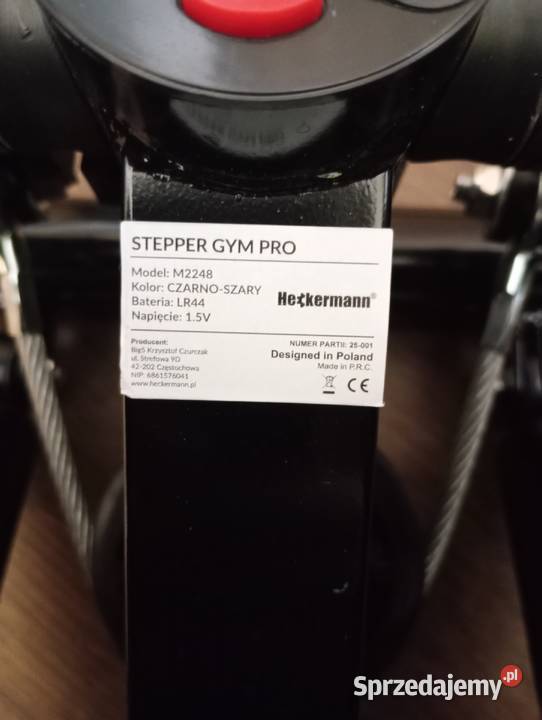 STEPPER GYM PRO
Model: M2248
Kolor: CZARNO-SZARY
Bateria: LR44
Napięcie: 1.5V
Heckermann®
Producent:
Big5 Krzysztof Czurczak
ul. Strefowa 9D
42-202 Częstochowa
NIP: 6861576041
www.heckermann.pl
NUMER PARTII: 25-001
Designed in Poland
Made in P.R.C.
CE
Sprzedajemy.pl